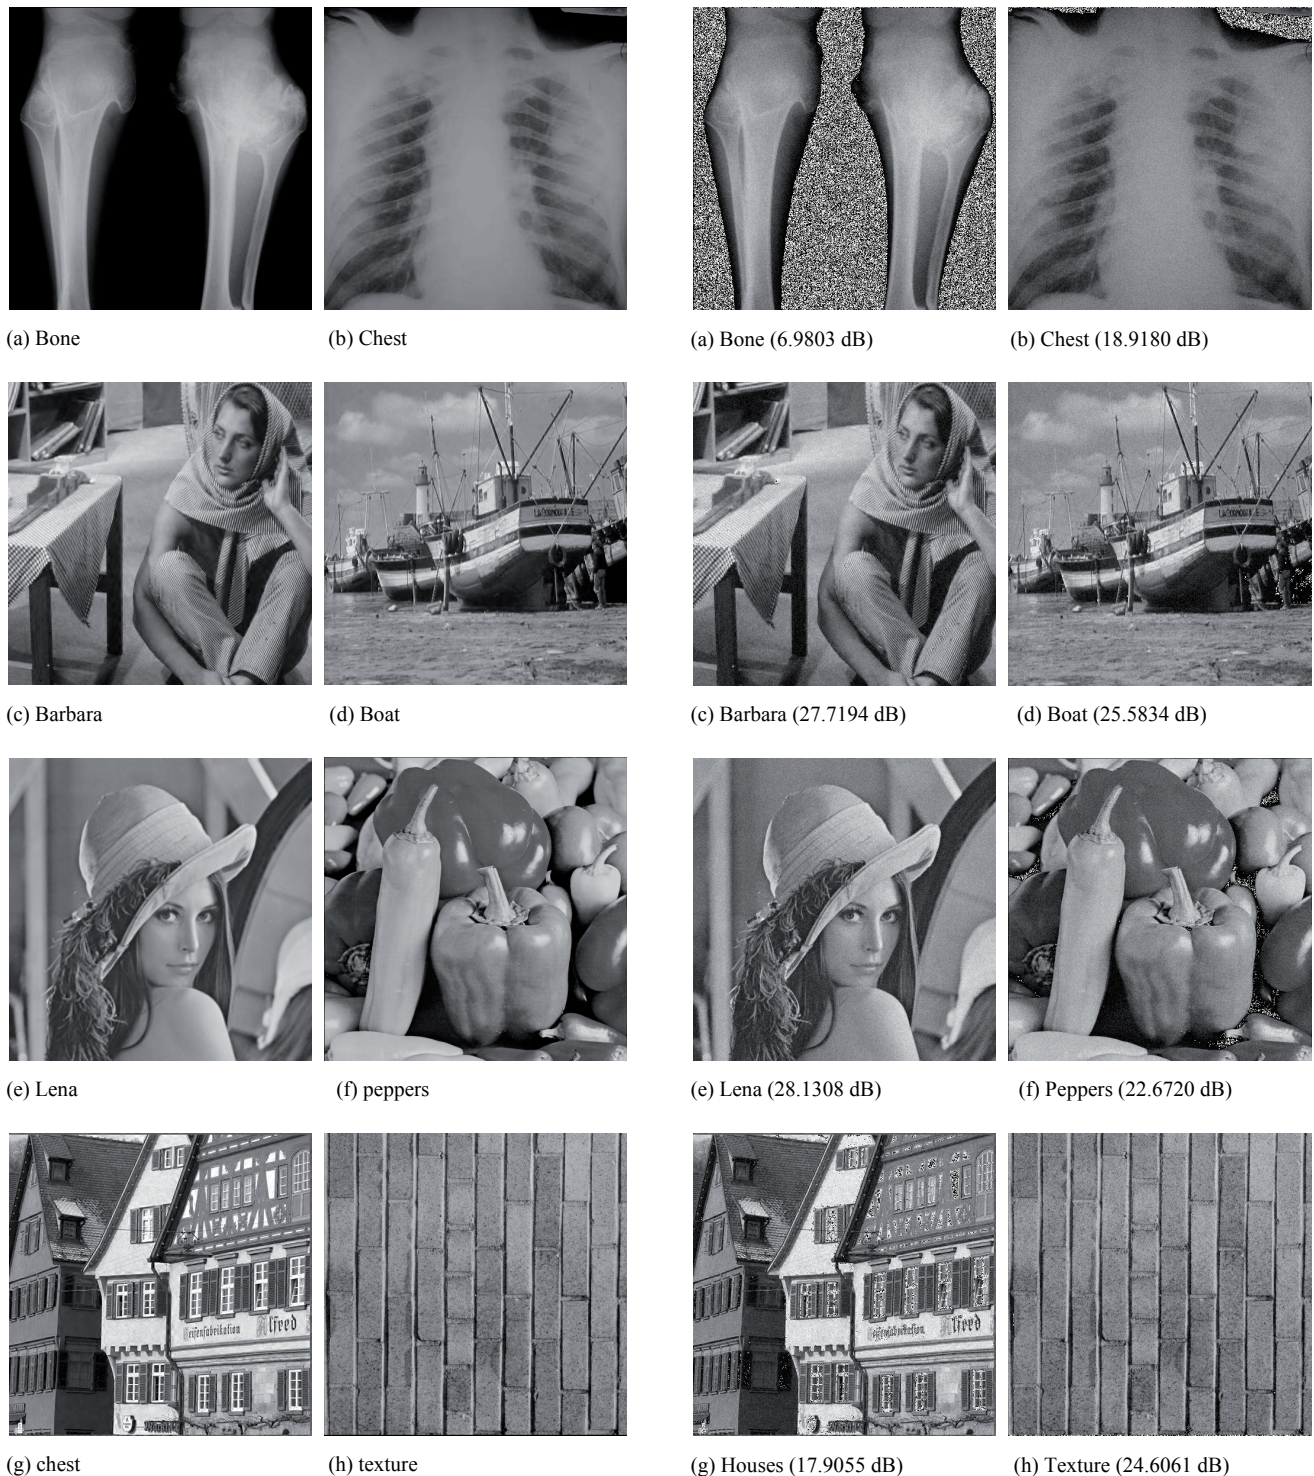 (a) Bone (b) Chest (a) Bone (6.9803 dB) (b) Chest (18.9180 dB)
(c) Barbara (d) Boat (c) Barbara (27.7194 dB) (d) Boat (25.5834 dB)
(e) Lena (f) peppers (e) Lena (28.1308 dB) (f) Peppers (22.6720 dB)
Alfred Alfred
(g) chest (h) texture (g) Houses (17.9055 dB) (h) Texture (24.6061 dB)